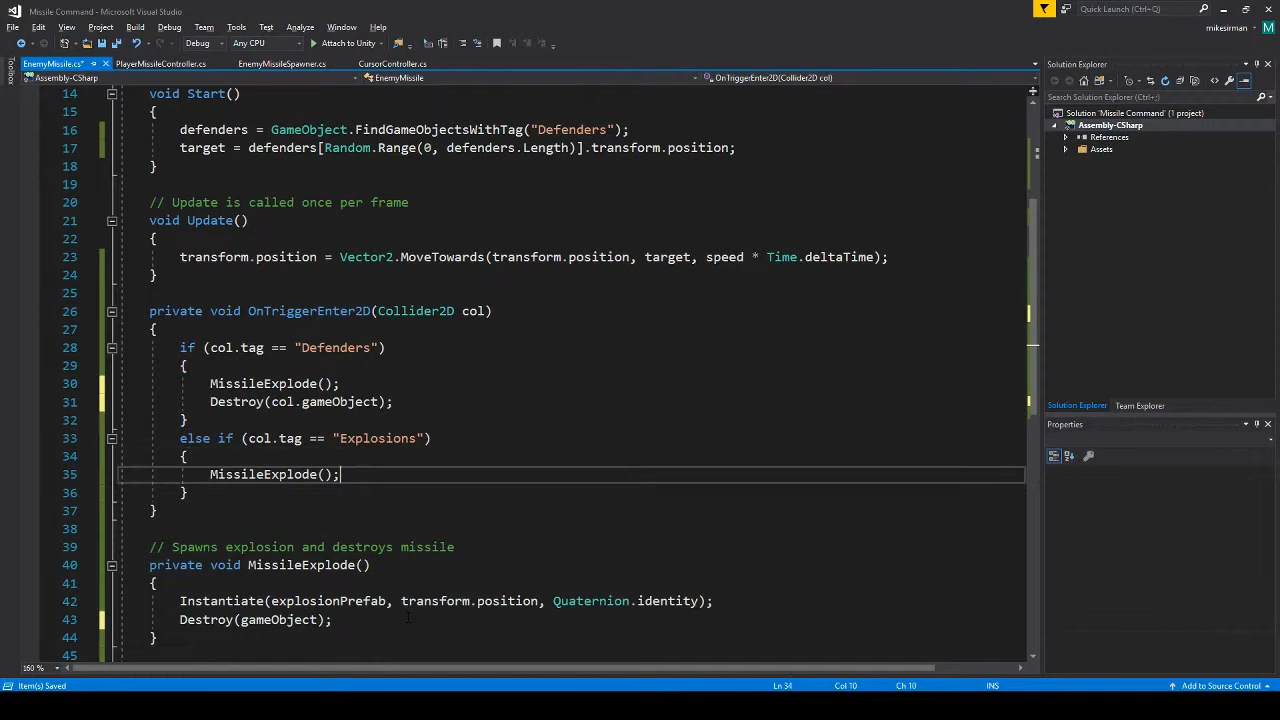 Missile Command - Microsoft Visual Studio
Quick Launch (Ctrl+Q)
File Edit View Project Build Debug Team Tools Test Analyze Window Help
mikesirman M
Debug Any CPU Attach to Unity
EnemyMissile.cs* PlayerMissileController.cs EnemyMissileSpawner.cs CursorController.cs
Assembly-CSharp EnemyMissile OnTriggerEnter2D(Collider2D col)
Toolbox
14 void Start()
15 {
16 defenders = GameObject.FindGameObjectsWithTag("Defenders");
17 target = defenders[Random.Range(0, defenders.Length)].transform.position;
18 }
19
20 // Update is called once per frame
21 void Update()
22 {
23 transform.position = Vector2.MoveTowards(transform.position, target, speed * Time.deltaTime);
24 }
25
26 private void OnTriggerEnter2D(Collider2D col)
27 {
28 if (col.tag == "Defenders")
29 {
30 MissileExplode();
31 Destroy(col.gameObject);
32 }
33 else if (col.tag == "Explosions")
34 {
35 MissileExplode();
36 }
37 }
38
39 // Spawns explosion and destroys missile
40 private void MissileExplode()
41 {
42 Instantiate(explosionPrefab, transform.position, Quaternion.identity);
43 Destroy(gameObject);
44 }
45
160 %
Solution Explorer
Search Solution Explorer (Ctrl+;)
Solution 'Missile Command' (1 project)
Assembly-CSharp
References
Assets
Solution Explorer Team Explorer
Properties
Item(s) Saved Ln 34 Col 10 Ch 10 INS Add to Source Control